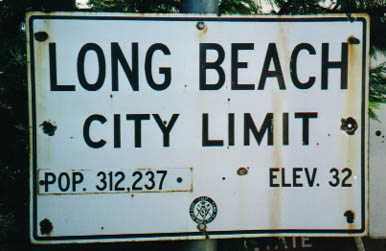 LONG BEACH
CITY LIMIT
POP. 312,237 ELEV. 32